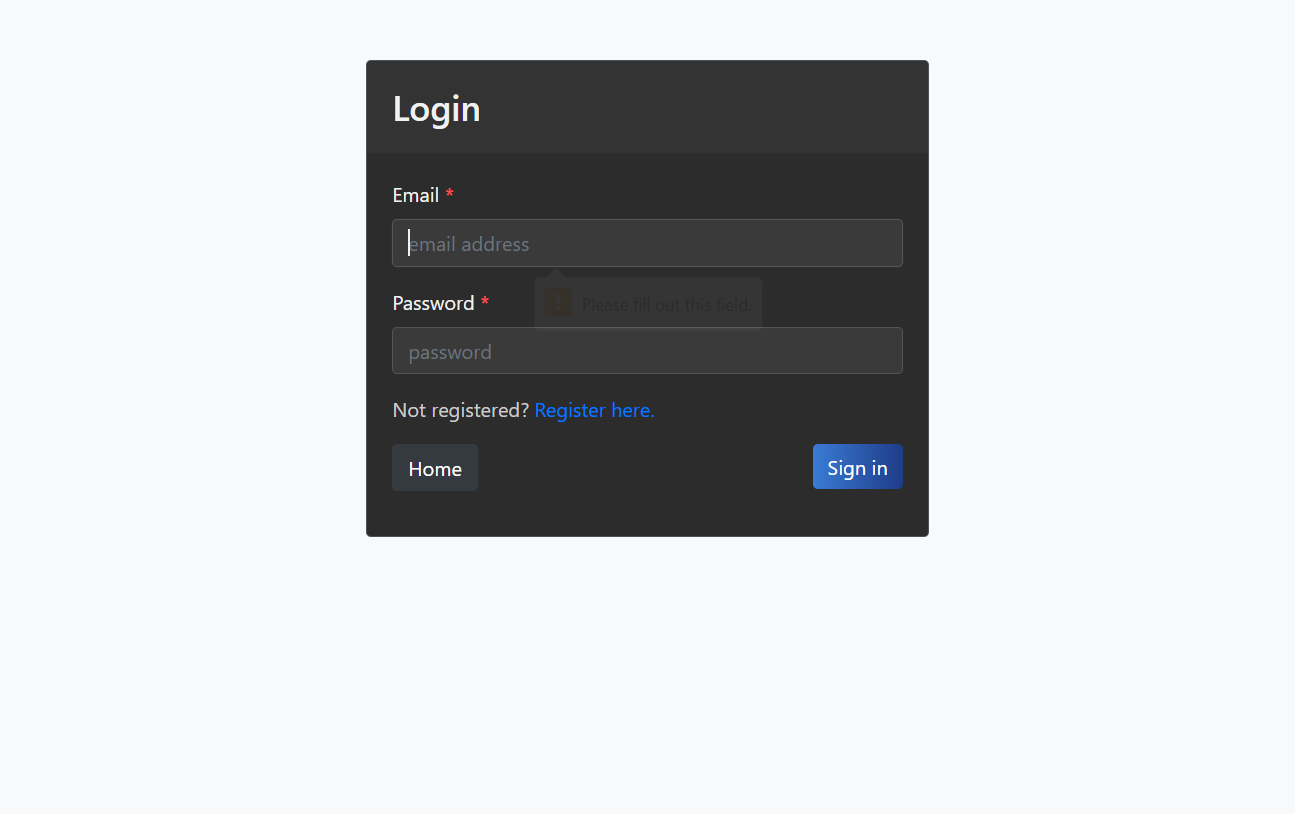 Login
Email *
email address
Please fill out this field.
Password *
password
Not registered? Register here.
Home
Sign in